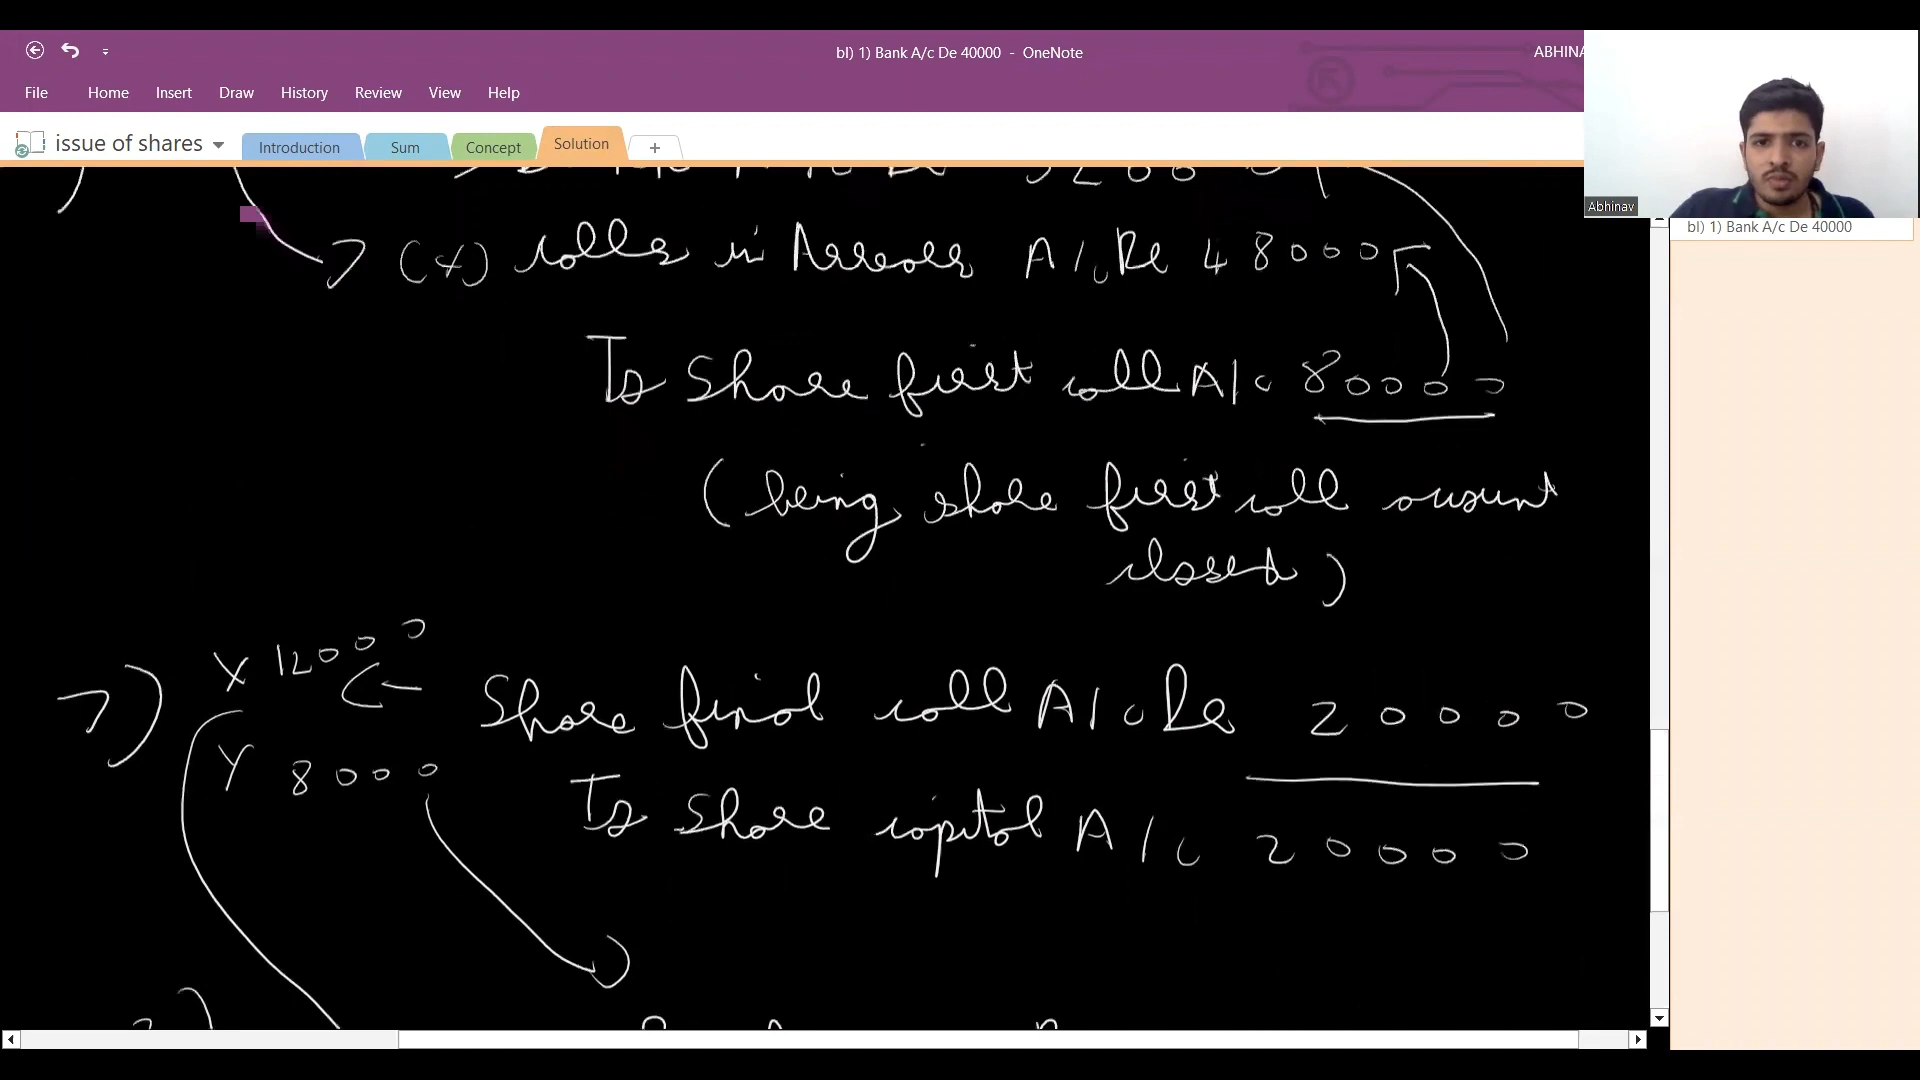 bl) 1) Bank A/c De 40000 - OneNote
ABHINA
File Home Insert Draw History Review View Help
issue of shares Introduction Sum Concept Solution +
Abhinav
bl) 1) Bank A/c De 40000
(+) calls in Arrears A/c De 48000
To Share first call A/c 80000
(being share first call amount
closed)
X 12000
7) Share final call A/c De 20000
Y 8000
To Share capital A/c 20000